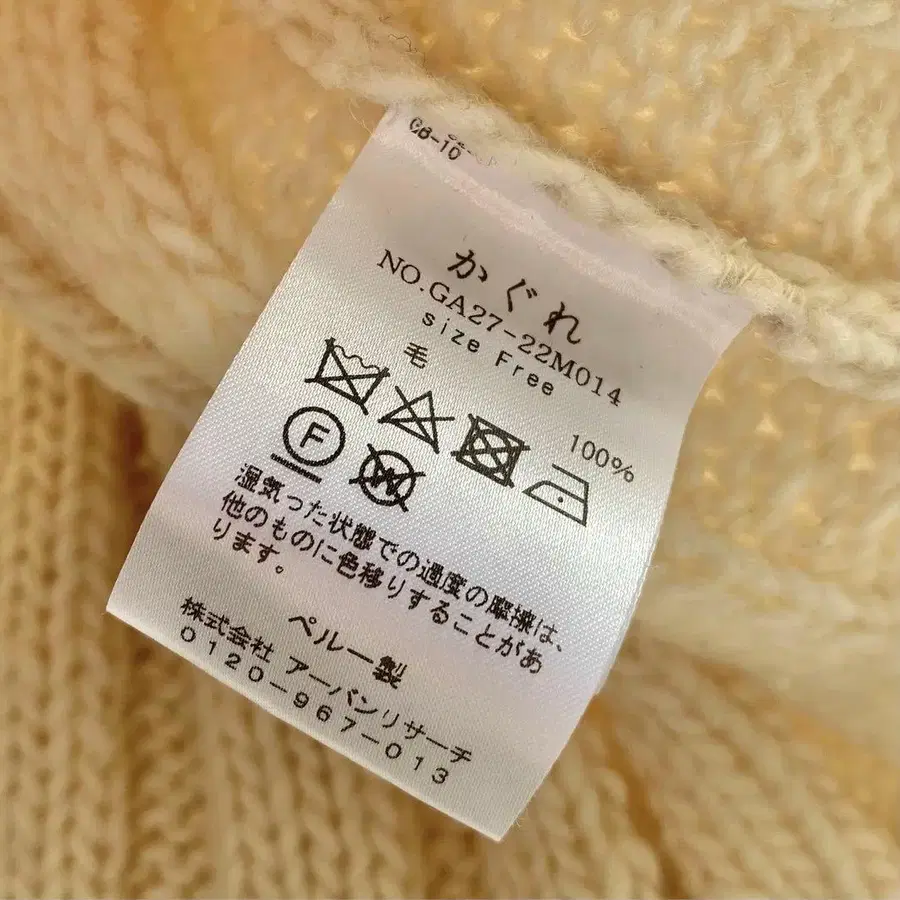 C6-10
かぐれ
NO.GA27-22M014
size Free
毛 100%
F
W
湿気った状態での過度の摩擦は、
他のものに色移りすることがあ
ります。
ペルー製
株式会社 アーバンリサーチ
0120-967-013